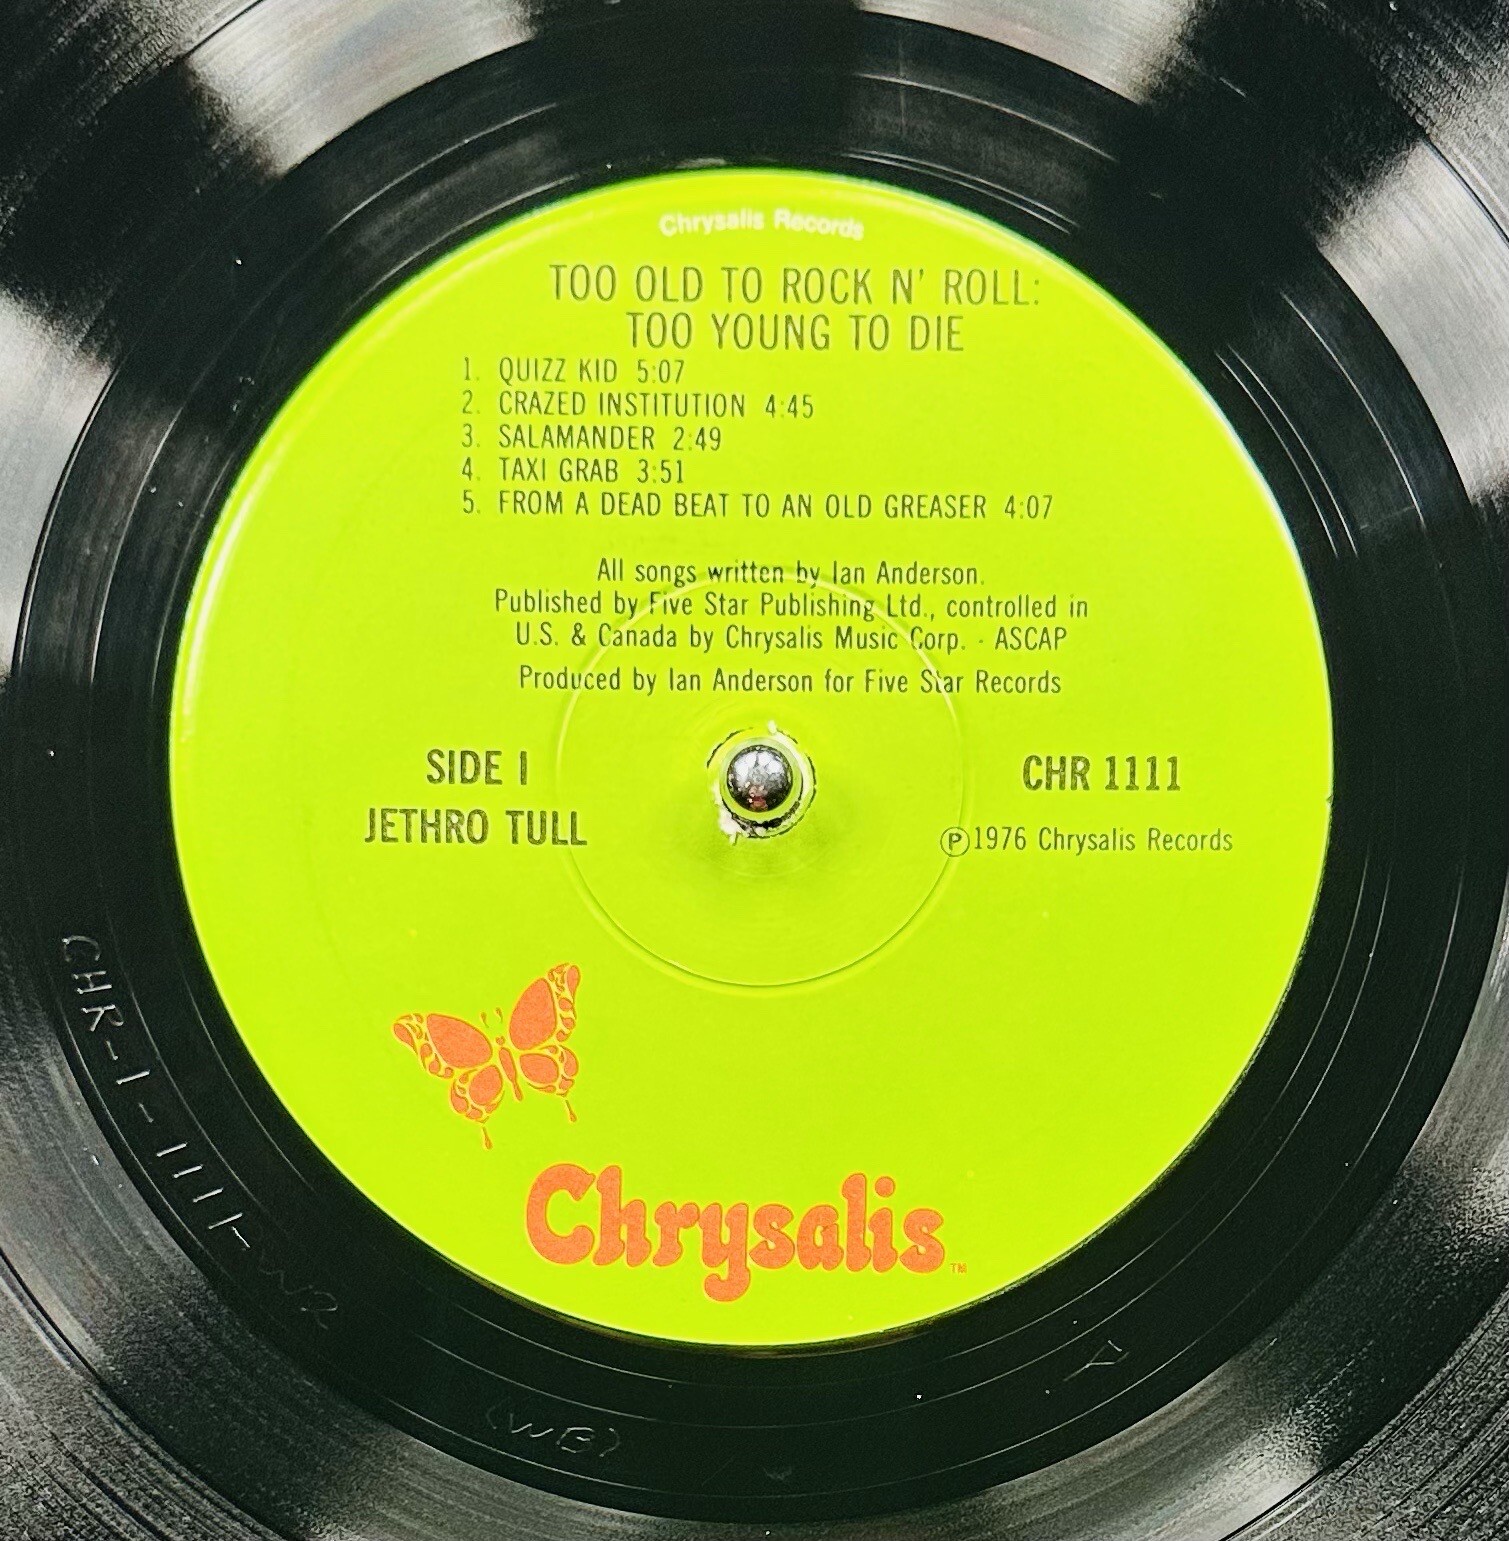 Chrysalis Records
TOO OLD TO ROCK N' ROLL:
TOO YOUNG TO DIE
1. QUIZZ KID 5:07
2. CRAZED INSTITUTION 4:45
3. SALAMANDER 2:49
4. TAXI GRAB 3:51
5. FROM A DEAD BEAT TO AN OLD GREASER 4:07
All songs written by Ian Anderson.
Published by Five Star Publishing Ltd., controlled in
U.S. & Canada by Chrysalis Music Corp. - ASCAP
Produced by Ian Anderson for Five Star Records
SIDE I
JETHRO TULL
CHR 1111
℗1976 Chrysalis Records
Chrysalis TM
CHR-1-1111-